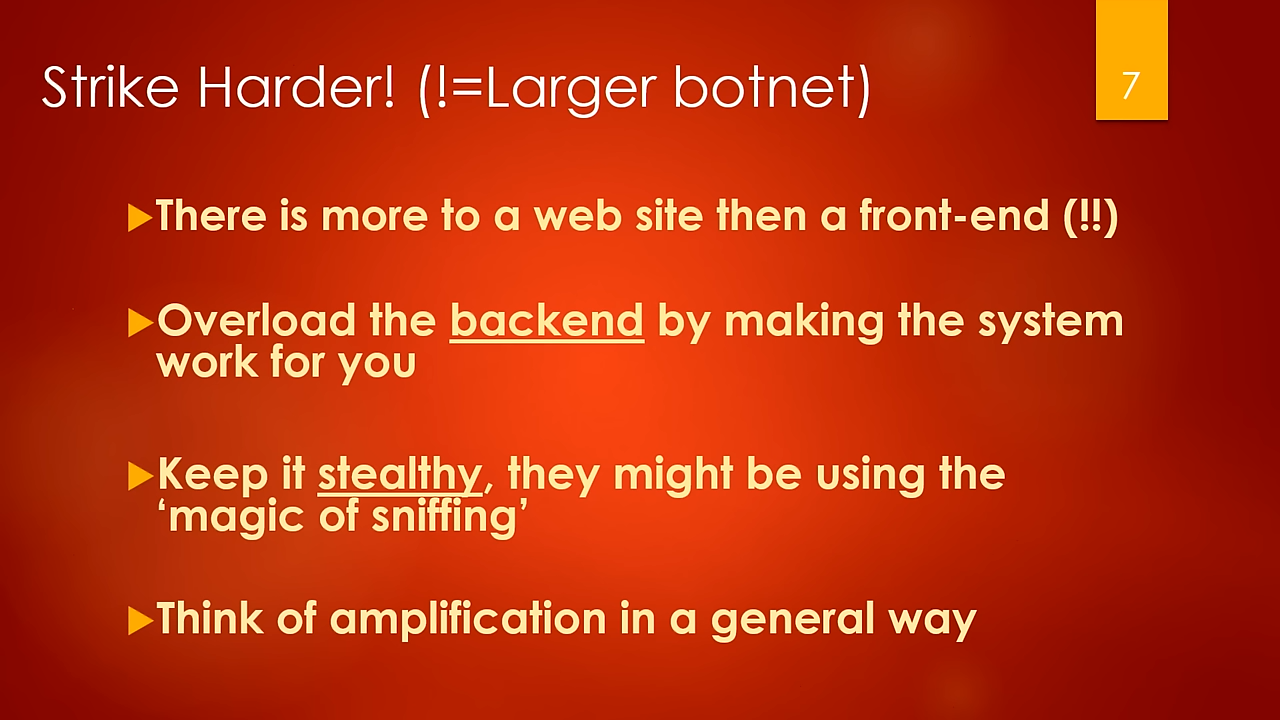 Strike Harder! (!=Larger botnet)
7
There is more to a web site then a front-end (!!)
Overload the backend by making the system
work for you
Keep it stealthy, they might be using the
‘magic of sniffing’
Think of amplification in a general way